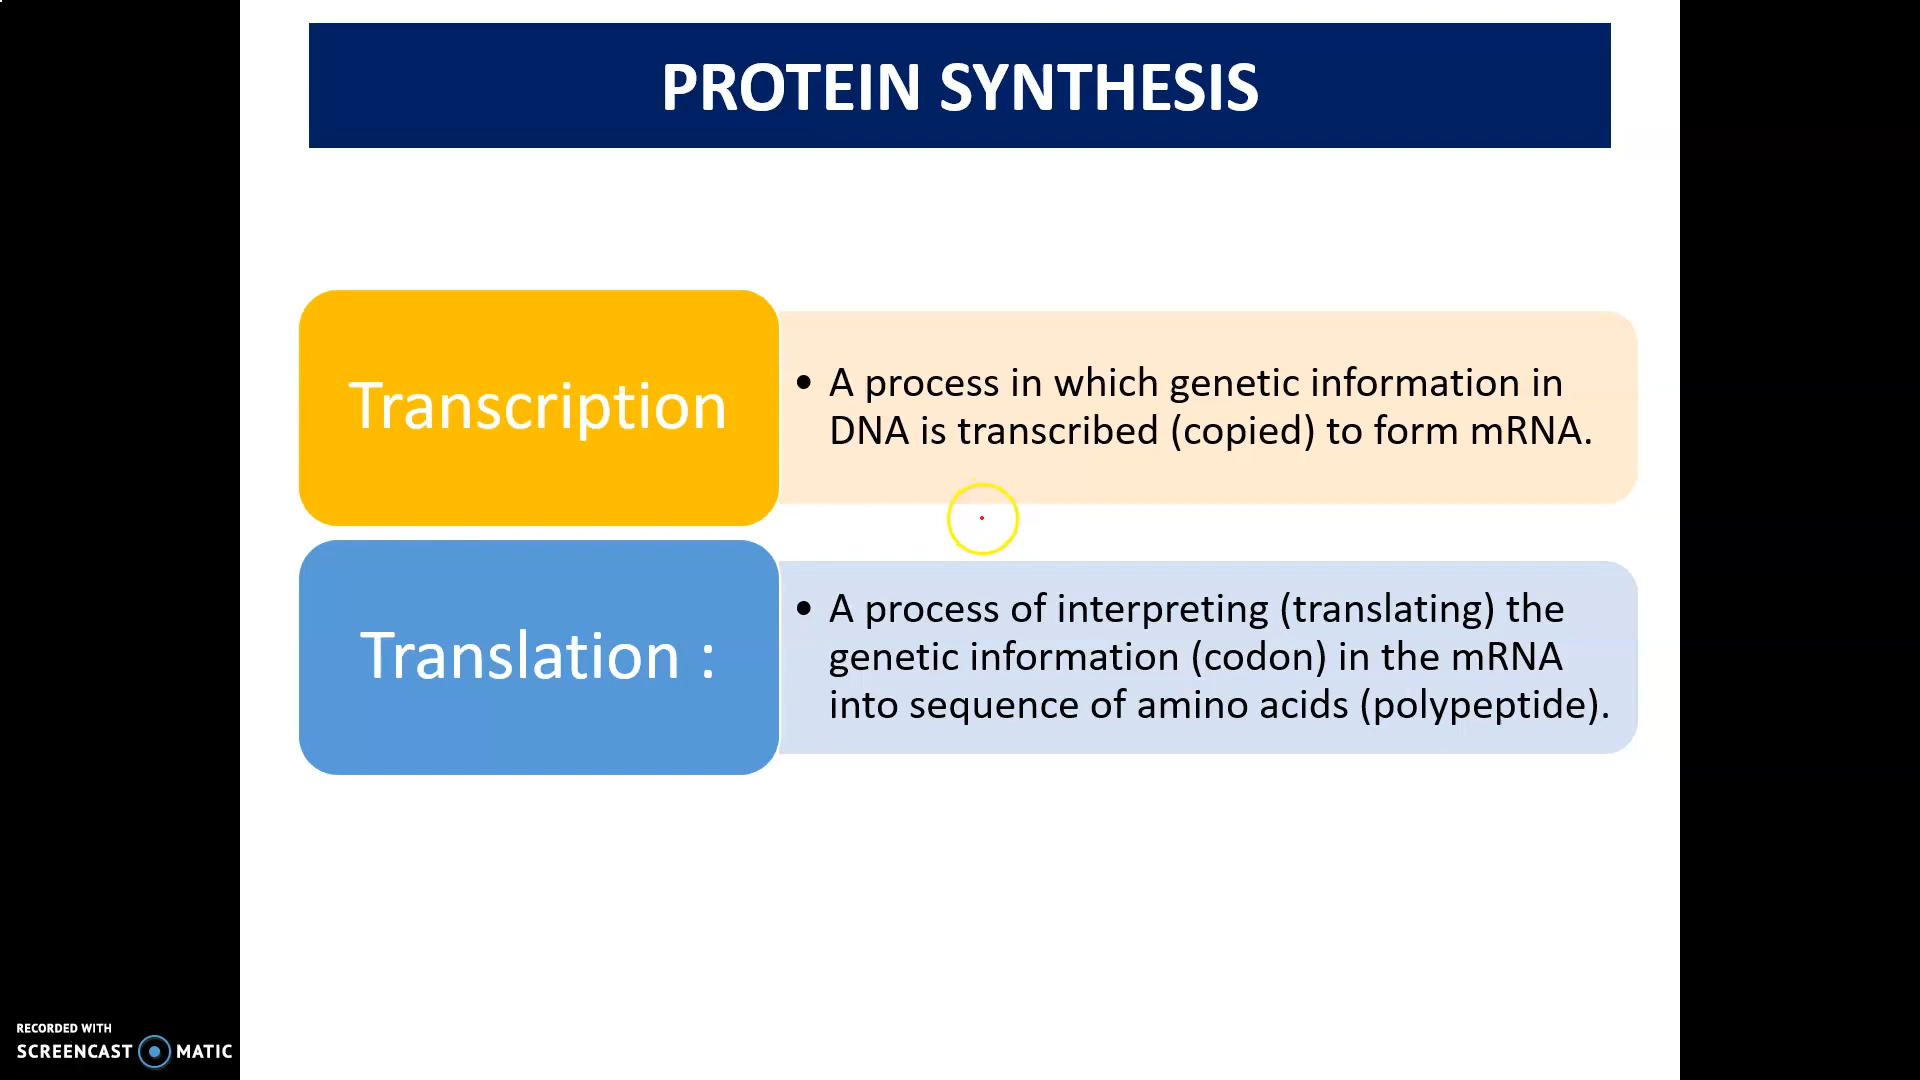 PROTEIN SYNTHESIS
Transcription
• A process in which genetic information in
DNA is transcribed (copied) to form mRNA.
Translation :
• A process of interpreting (translating) the
genetic information (codon) in the mRNA
into sequence of amino acids (polypeptide).
RECORDED WITH
SCREENCAST MATIC